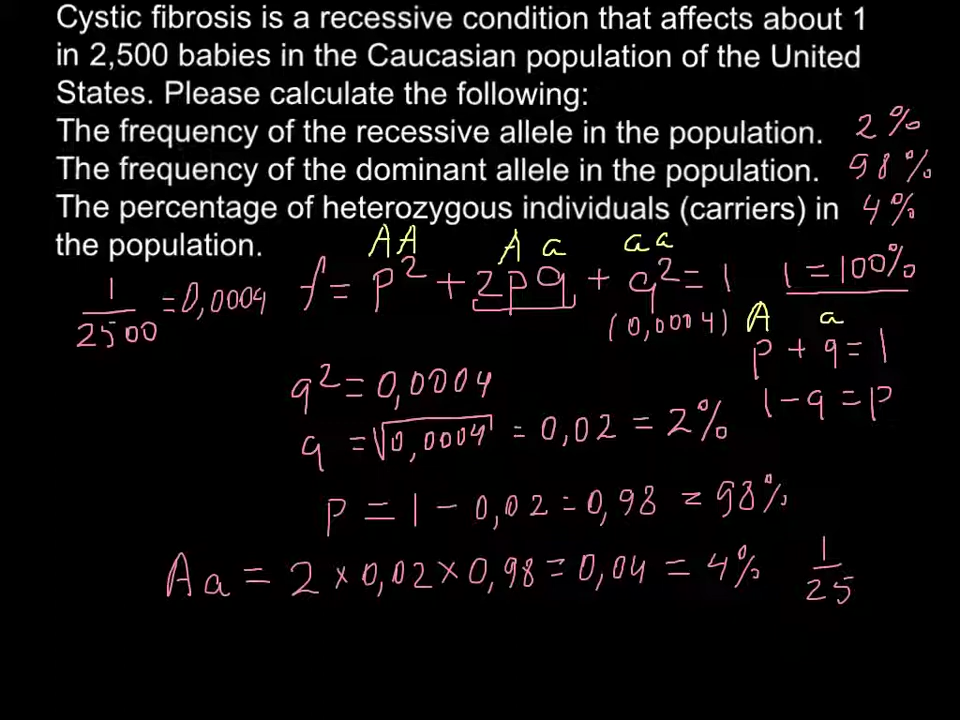 Cystic fibrosis is a recessive condition that affects about 1
in 2,500 babies in the Caucasian population of the United
States. Please calculate the following:
The frequency of the recessive allele in the population. 2%
The frequency of the dominant allele in the population. 98%
The percentage of heterozygous individuals (carriers) in 4%
the population.
AA Aa aa
1/2500 = 0,0004 f = p² + 2pq + q² = 1 1 = 100%
(0,0004) A a
p + q = 1
q² = 0,0004 1 - q = p
q = √0,0004 = 0,02 = 2%
p = 1 - 0,02 = 0,98 = 98%
Aa = 2 × 0,02 × 0,98 = 0,04 = 4% 1/25